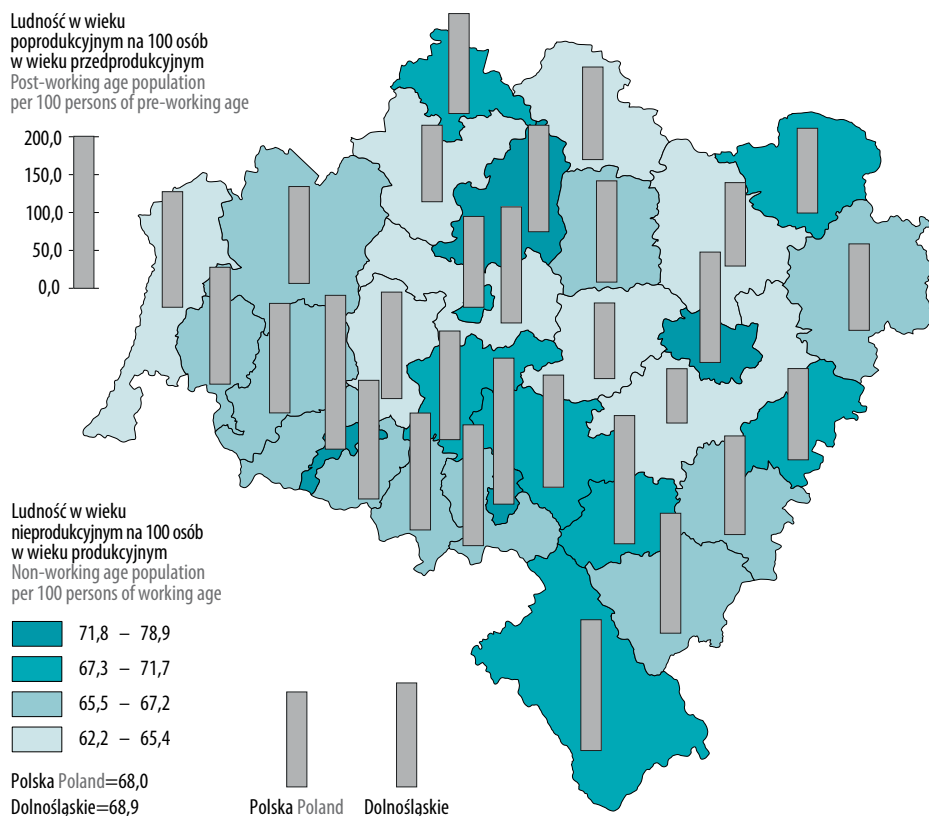 Ludność w wieku
poprodukcyjnym na 100 osób
w wieku przedprodukcyjnym
Post-working age population
per 100 persons of pre-working age
200,0
150,0
100,0
50,0
0,0
Ludność w wieku
nieprodukcyjnym na 100 osób
w wieku produkcyjnym
Non-working age population
per 100 persons of working age
71,8 – 78,9
67,3 – 71,7
65,5 – 67,2
62,2 – 65,4
Polska Poland=68,0
Dolnośląskie=68,9
Polska Poland
Dolnośląskie